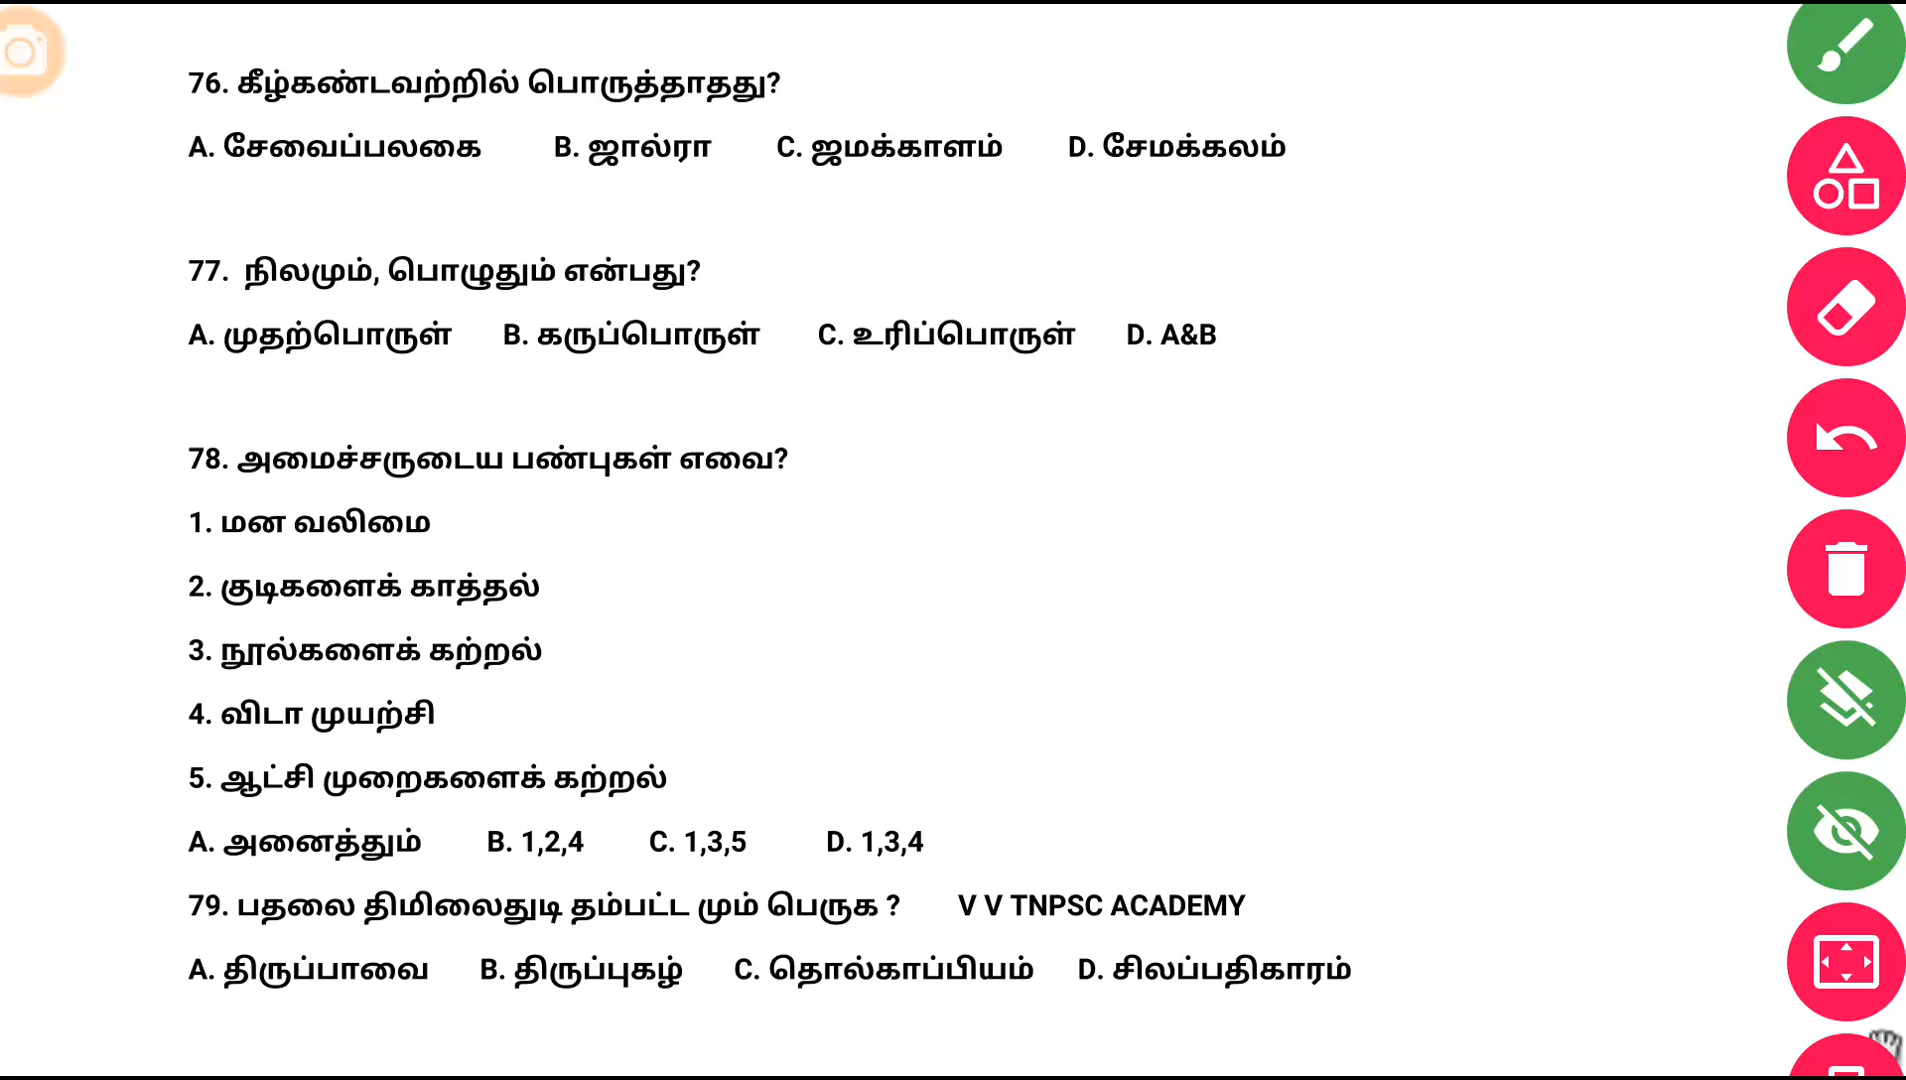 76. கீழ்கண்டவற்றில் பொருத்தாதது?
A. சேவைப்பலகை B. ஜால்ரா C. ஜமக்காளம் D. சேமக்கலம்
77. நிலமும், பொழுதும் என்பது?
A. முதற்பொருள் B. கருப்பொருள் C. உரிப்பொருள் D. A&B
78. அமைச்சருடைய பண்புகள் எவை?
1. மன வலிமை
2. குடிகளைக் காத்தல்
3. நூல்களைக் கற்றல்
4. விடா முயற்சி
5. ஆட்சி முறைகளைக் கற்றல்
A. அனைத்தும் B. 1,2,4 C. 1,3,5 D. 1,3,4
79. பதலை திமிலைதுடி தம்பட்ட மும் பெருக ? V V TNPSC ACADEMY
A. திருப்பாவை B. திருப்புகழ் C. தொல்காப்பியம் D. சிலப்பதிகாரம்